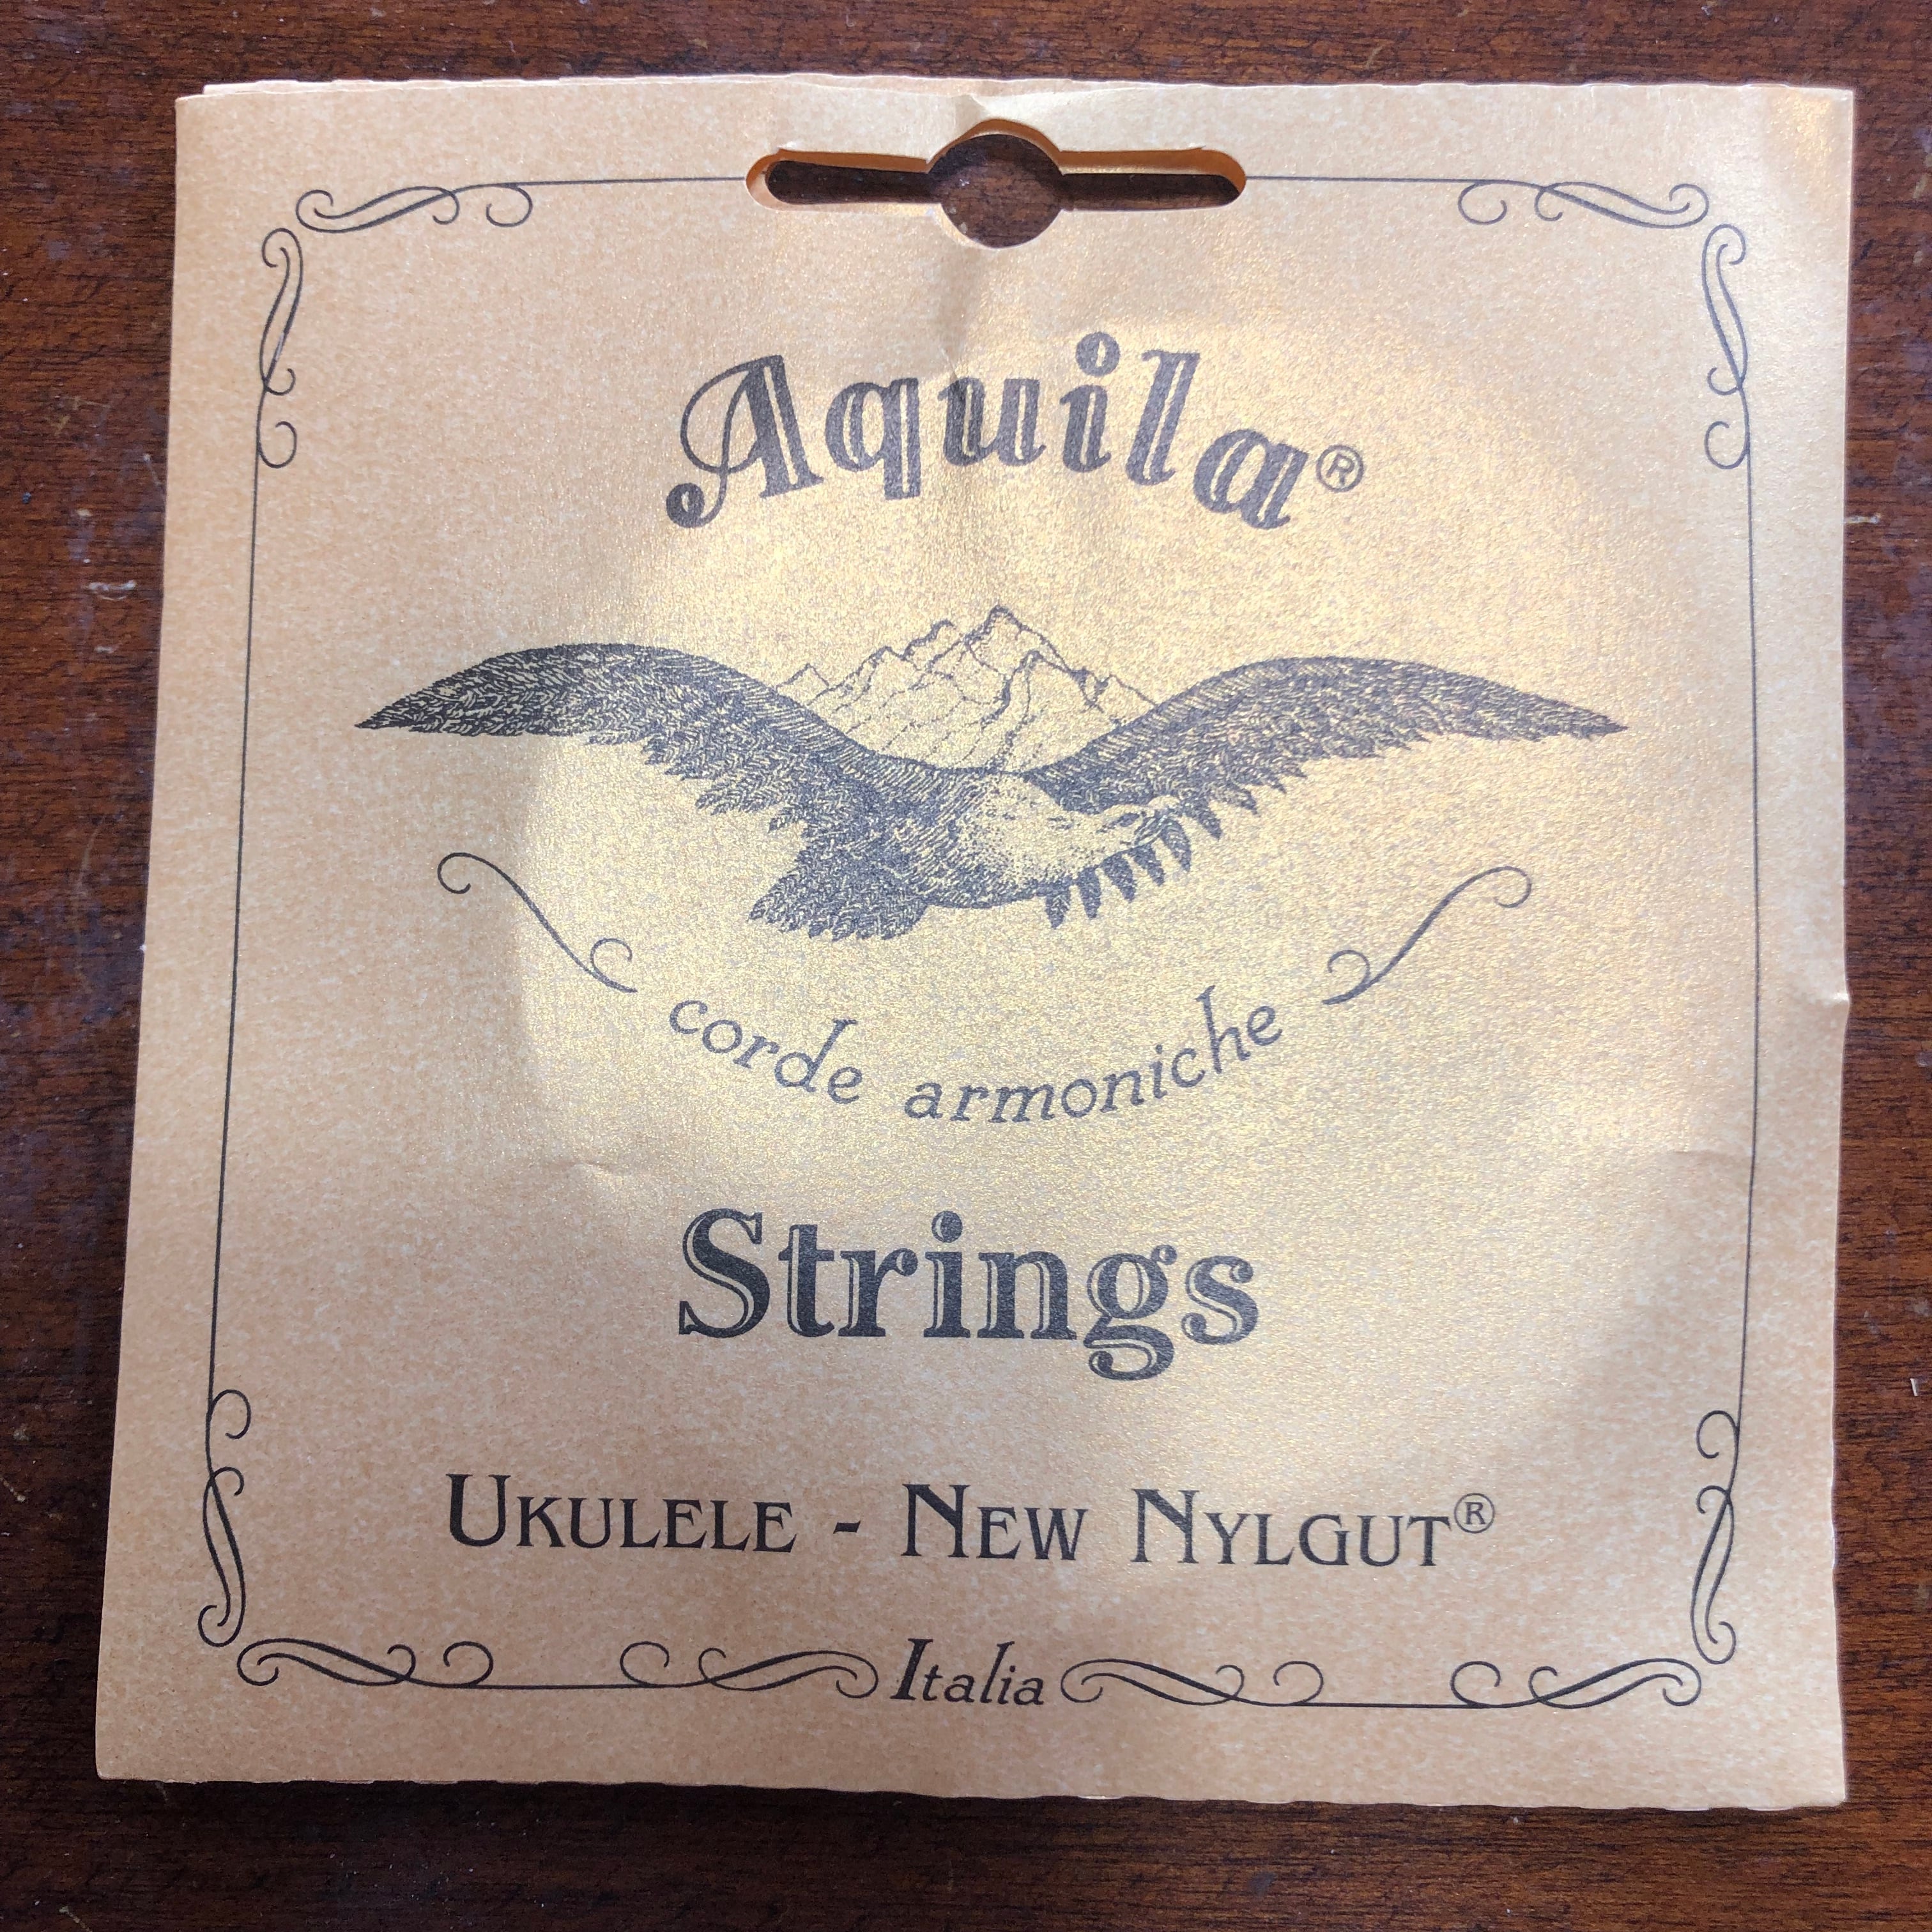 Aquila®
corde armoniche
Strings
UKULELE - NEW NYLGUT®
Italia